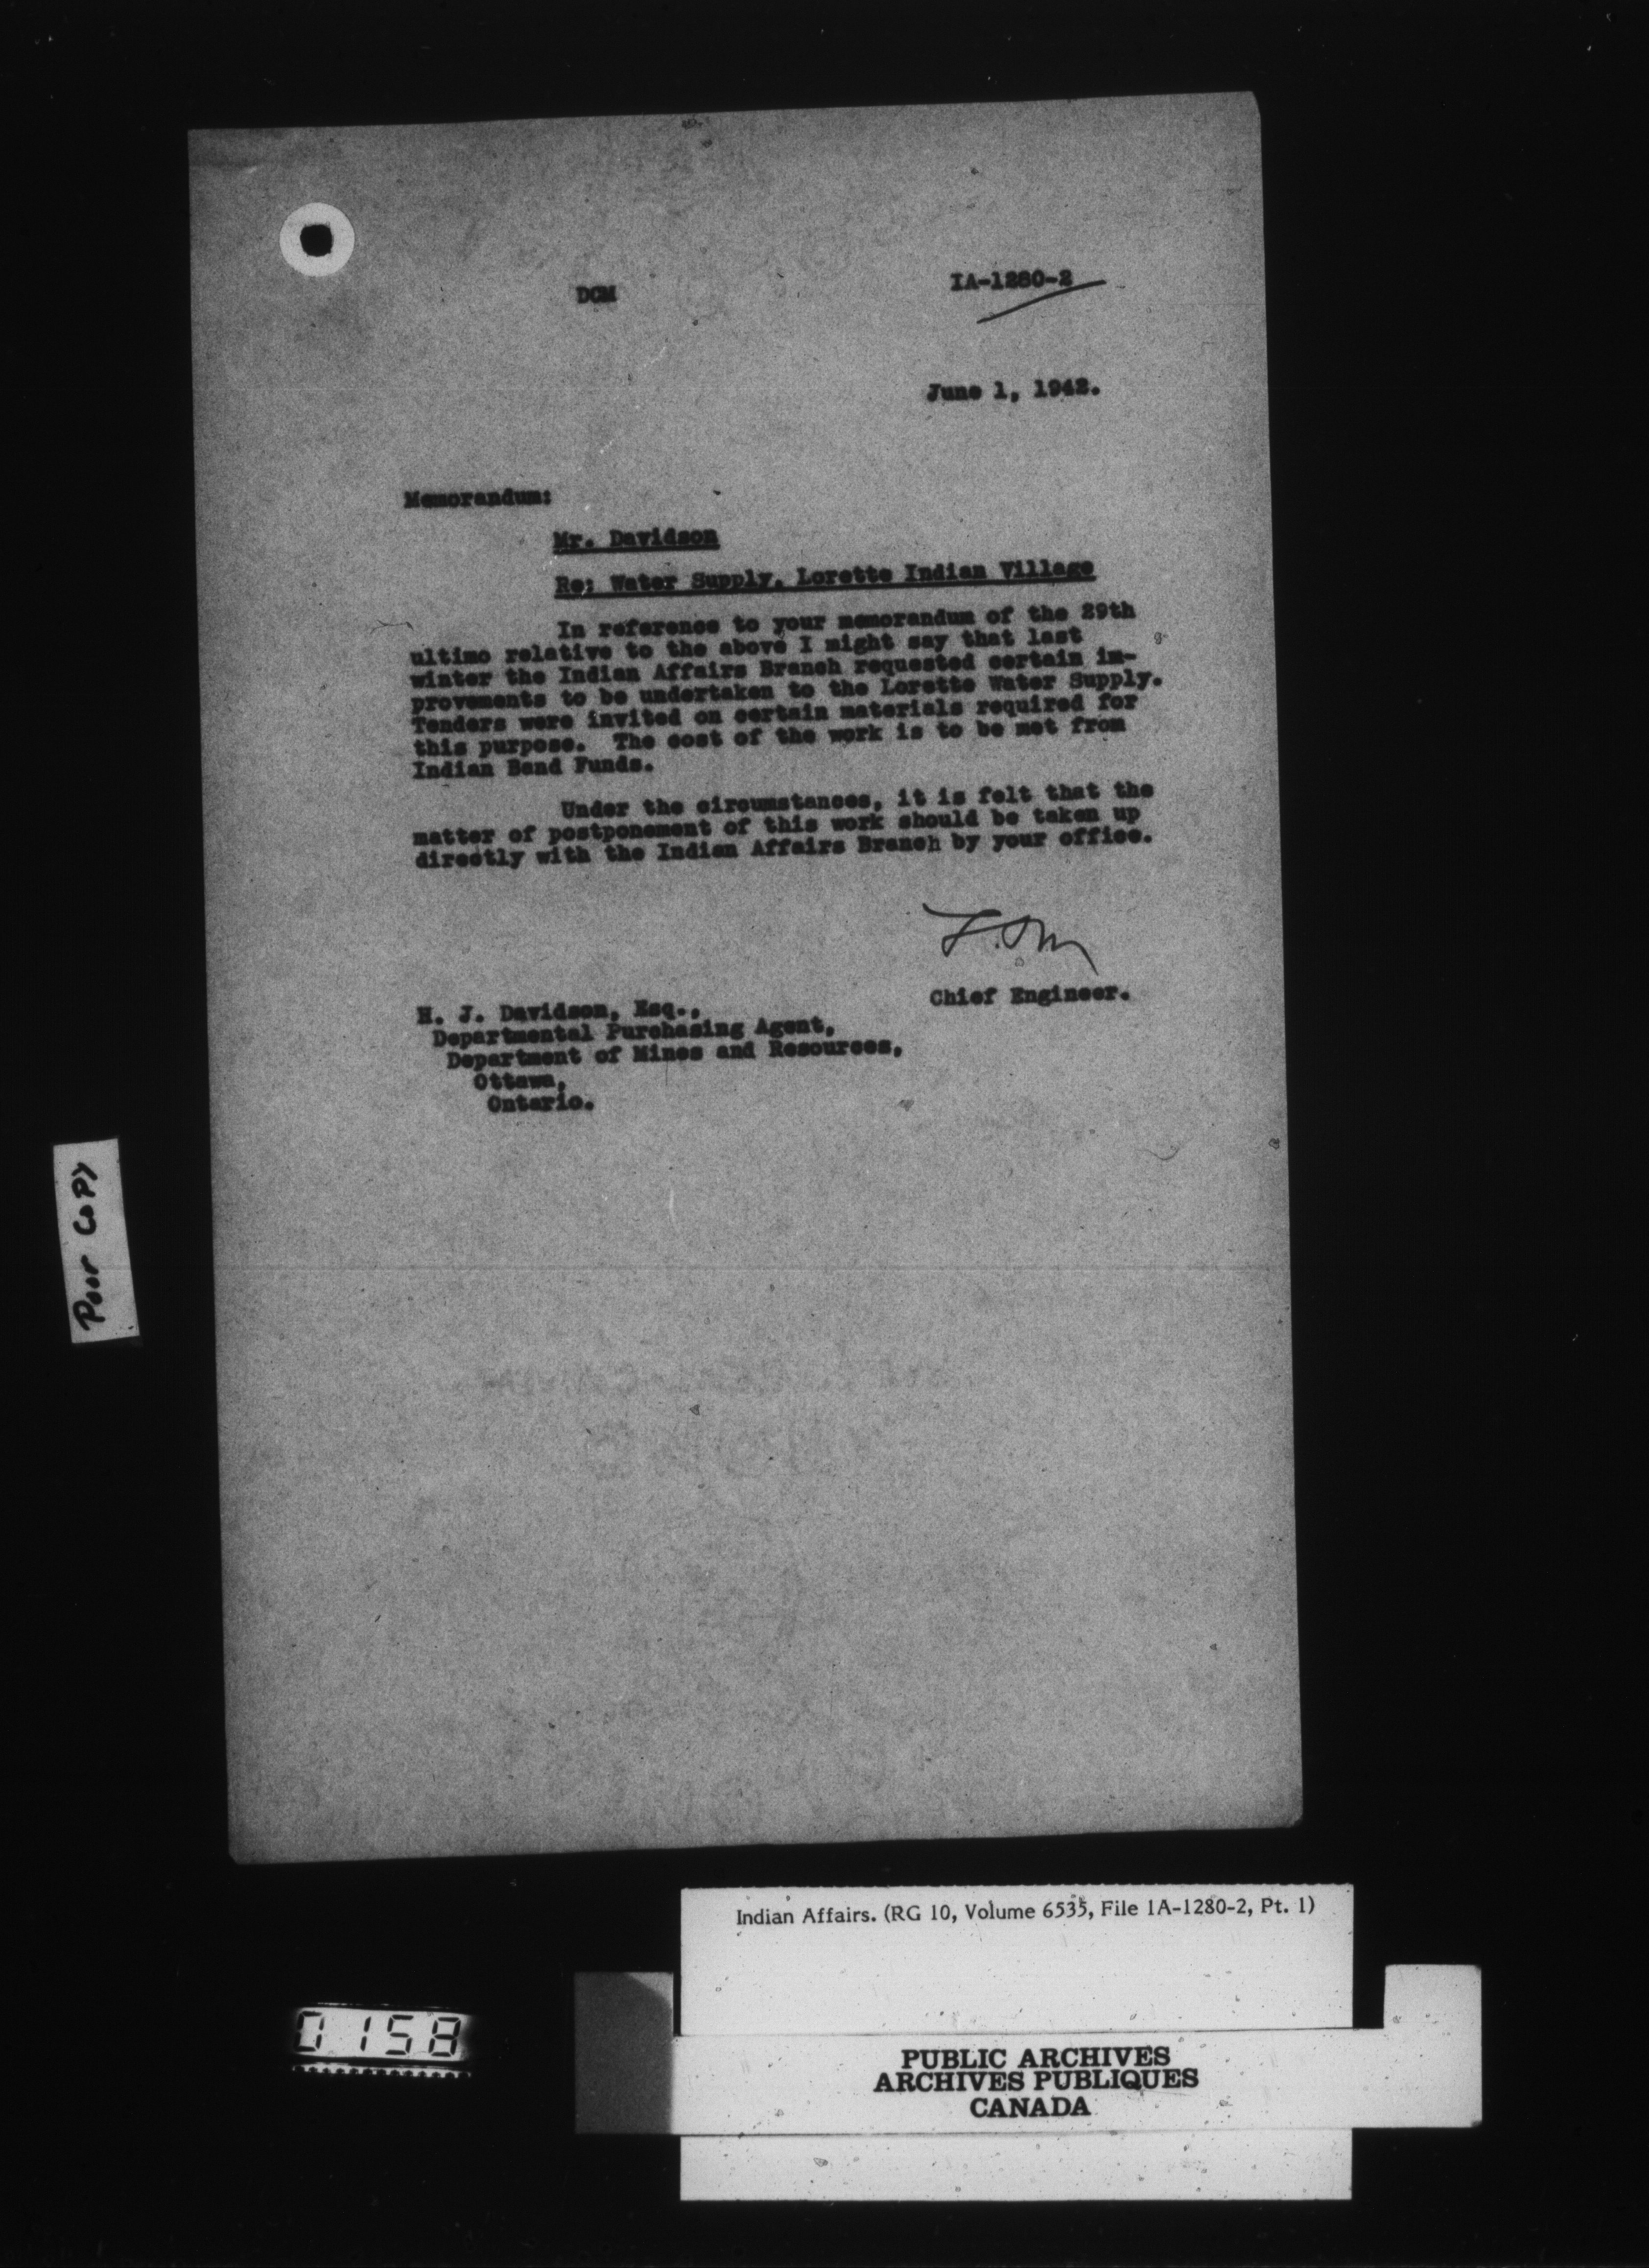 DCM
IA-1280-2
June 1, 1942.
Memorandum:
Mr. Davidson
Re: Water Supply, Lorette Indian Village
In reference to your memorandum of the 29th
ultimo relative to the above I might say that last
winter the Indian Affairs Branch requested certain im-
provements to be undertaken to the Lorette Water Supply.
Tenders were invited on certain materials required for
this purpose.  The cost of the work is to be met from
Indian Band Funds.
Under the circumstances, it is felt that the
matter of postponement of this work should be taken up
directly with the Indian Affairs Branch by your office.
Chief Engineer.
H. J. Davidson, Esq.,
Departmental Purchasing Agent,
Department of Mines and Resources,
Ottawa,
Ontario.
Poor Copy
Indian Affairs. (RG 10, Volume 6535, File 1A-1280-2, Pt. 1)
0158
PUBLIC ARCHIVES
ARCHIVES PUBLIQUES
CANADA